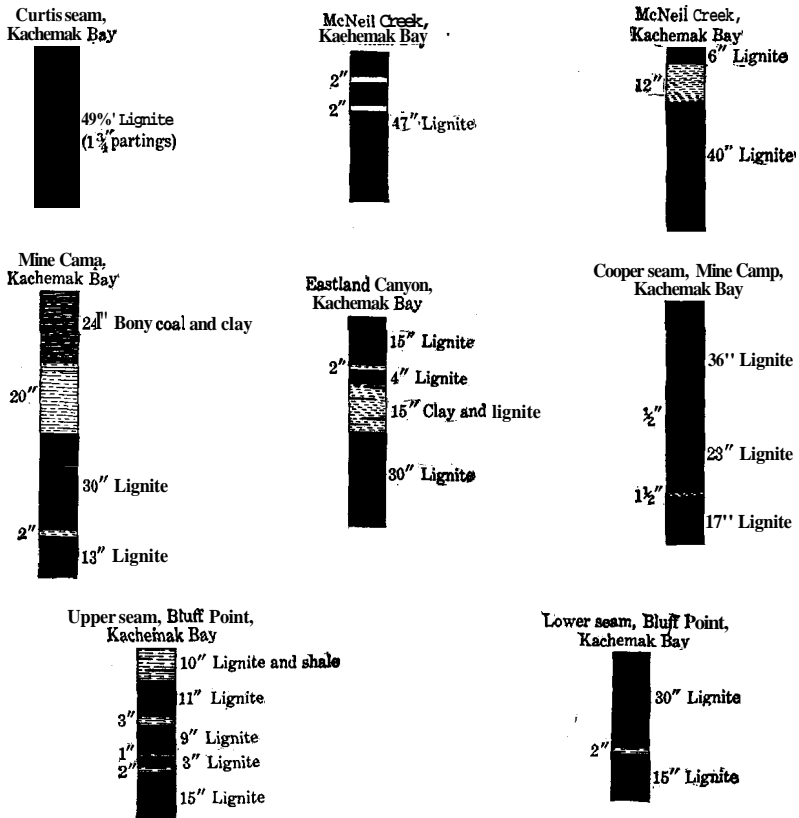 Curtis seam,
Kachemak Bay
49%' Lignite
(1¾" partings)
McNeil Creek,
Kachemak Bay
2"
2"
47" Lignite
McNeil Creek,
Kachemak Bay
6" Lignite
12"
40" Lignite
Mine Cama,
Kachemak Bay
24" Bony coal and clay
20"
30" Lignite
2"
13" Lignite
Eastland Canyon,
Kachemak Bay
15" Lignite
2"
4" Lignite
15" Clay and lignite
30" Lignite
Cooper seam, Mine Camp,
Kachemak Bay
36" Lignite
½"
23" Lignite
1½"
17" Lignite
Upper seam, Bluff Point,
Kachemak Bay
10" Lignite and shale
11" Lignite
3"
9" Lignite
1"
3" Lignite
2"
15" Lignite
Lower seam, Bluff Point,
Kachemak Bay
30" Lignite
2"
15" Lignite